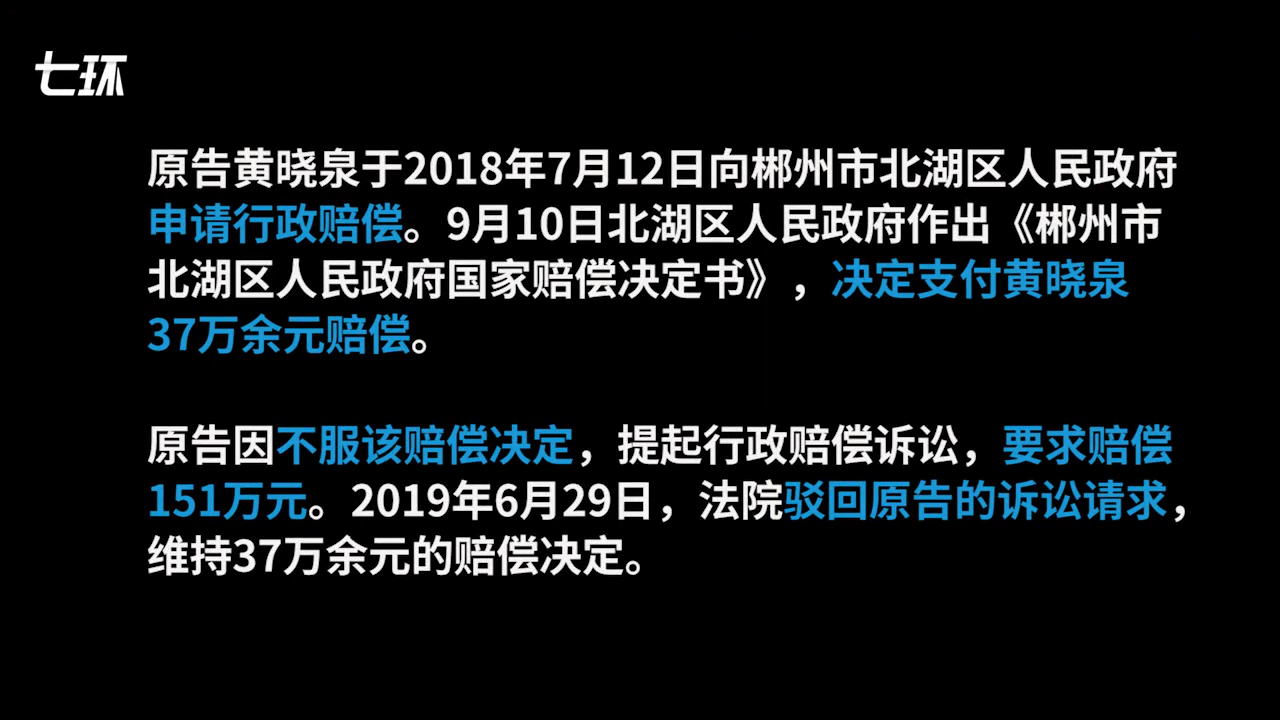 七环
原告黄晓泉于2018年7月12日向郴州市北湖区人民政府
申请行政赔偿。9月10日北湖区人民政府作出《郴州市
北湖区人民政府国家赔偿决定书》，决定支付黄晓泉
37万余元赔偿。
原告因不服该赔偿决定，提起行政赔偿诉讼，要求赔偿
151万元。2019年6月29日，法院驳回原告的诉讼请求，
维持37万余元的赔偿决定。